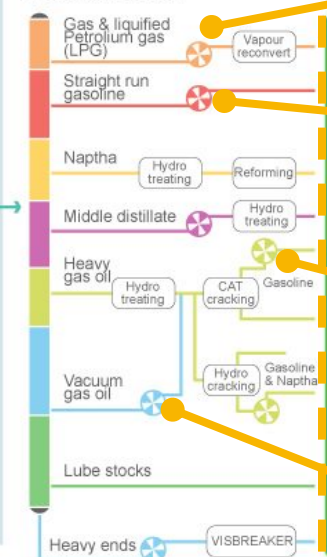 Gas & liquified
Petrolium gas
(LPG)
Vapour
reconvert
Straight run
gasoline
Naptha
Hydro
treating
Reforming
Middle distillate
Hydro
treating
Heavy
gas oil
Hydro
treating
CAT
cracking
Gasoline
Hydro
cracking
Gasoline
& Naptha
Vacuum
gas oil
Lube stocks
Heavy ends
VISBREAKER